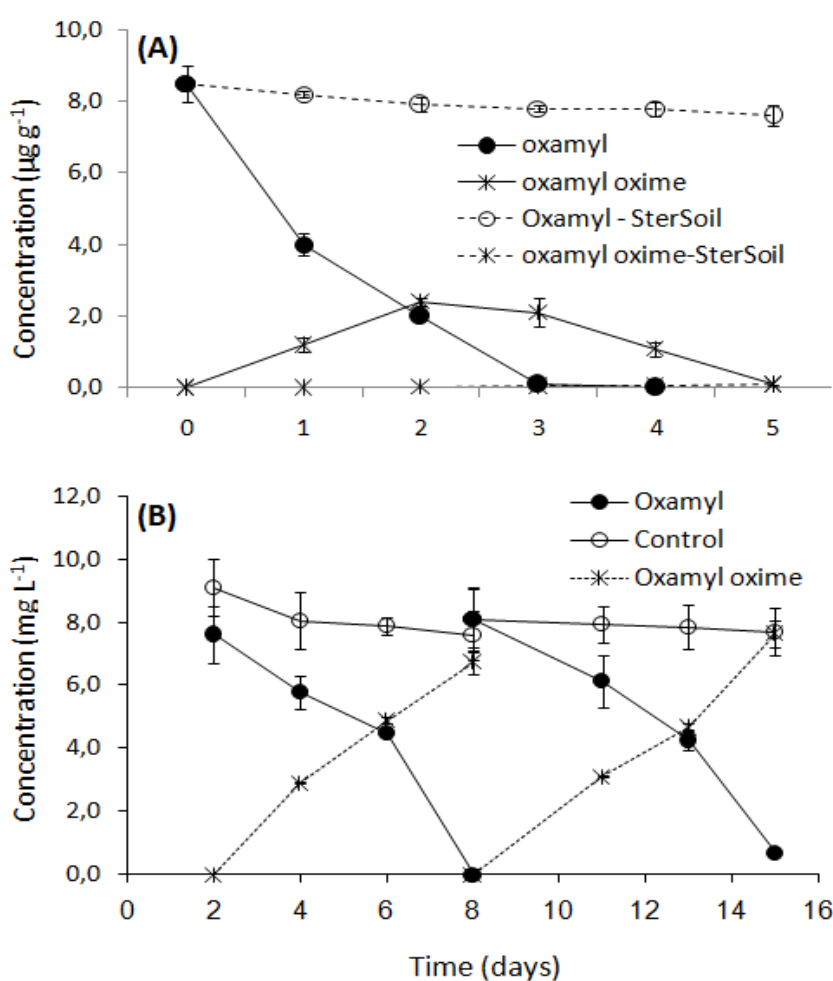 (A)
10,0
8,0
6,0
4,0
2,0
0,0
Concentration (µg g-1)
oxamyl
oxamyl oxime
Oxamyl - SterSoil
oxamyl oxime-SterSoil
0 1 2 3 4 5
(B)
12,0
10,0
8,0
6,0
4,0
2,0
0,0
Concentration (mg L-1)
Oxamyl
Control
Oxamyl oxime
0 2 4 6 8 10 12 14 16
Time (days)